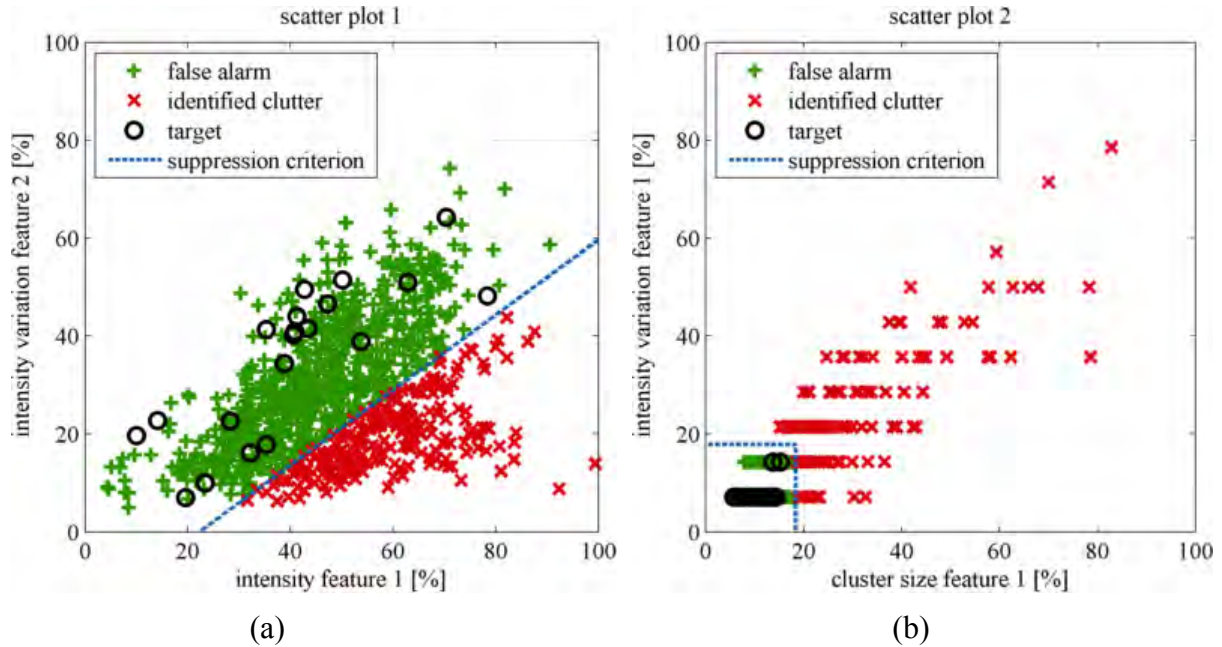 scatter plot 1
100
80
60
40
20
0
0 20 40 60 80 100
intensity variation feature 2 [%]
intensity feature 1 [%]
false alarm
identified clutter
target
suppression criterion
(a)
scatter plot 2
100
80
60
40
20
0
0 20 40 60 80 100
intensity variation feature 1 [%]
cluster size feature 1 [%]
false alarm
identified clutter
target
suppression criterion
(b)